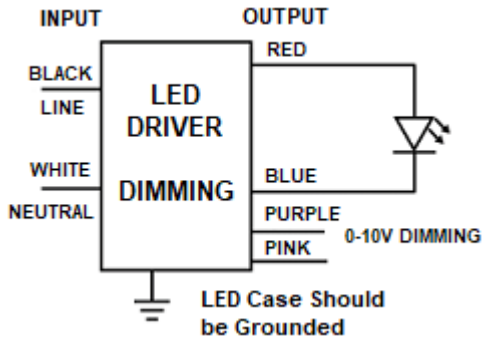 INPUT
OUTPUT
RED
BLACK
LINE
LED
DRIVER
WHITE
DIMMING
BLUE
NEUTRAL
PURPLE
0-10V DIMMING
PINK
LED Case Should
be Grounded